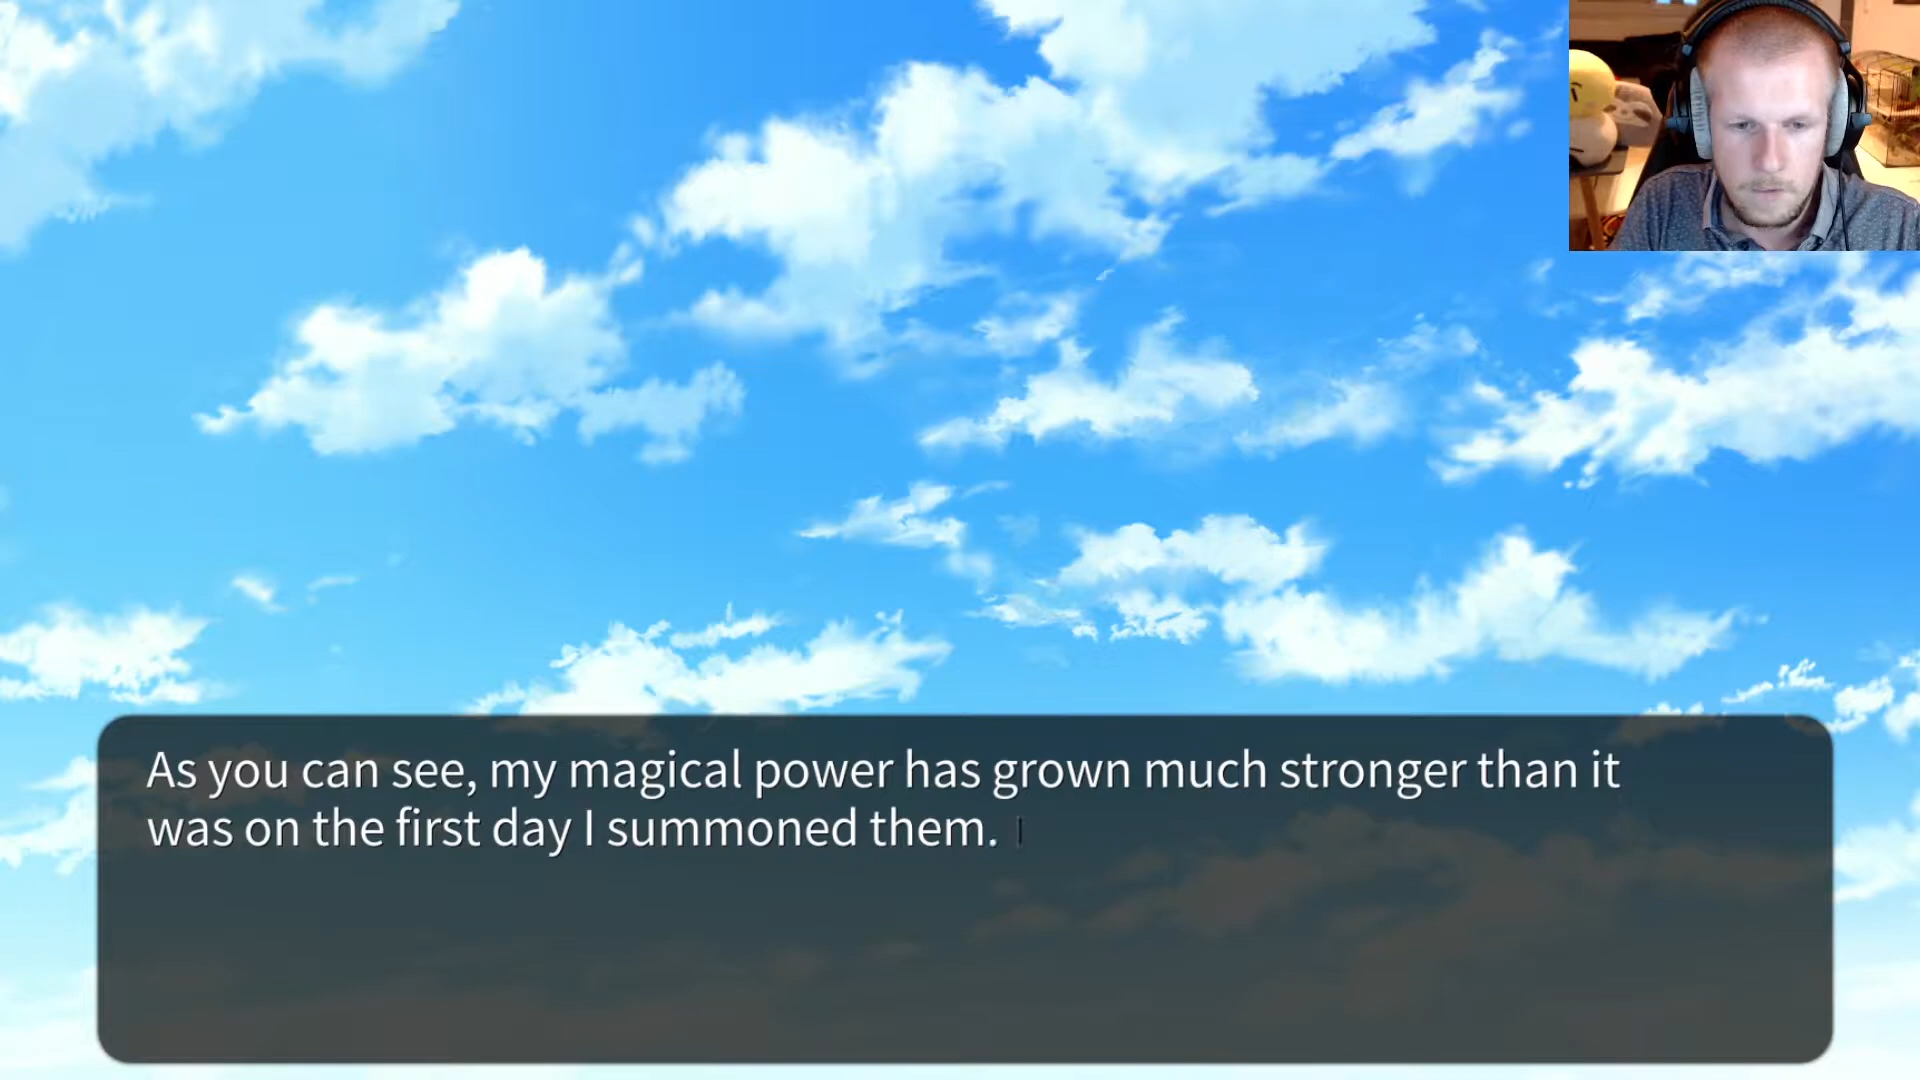 As you can see, my magical power has grown much stronger than it
was on the first day I summoned them.